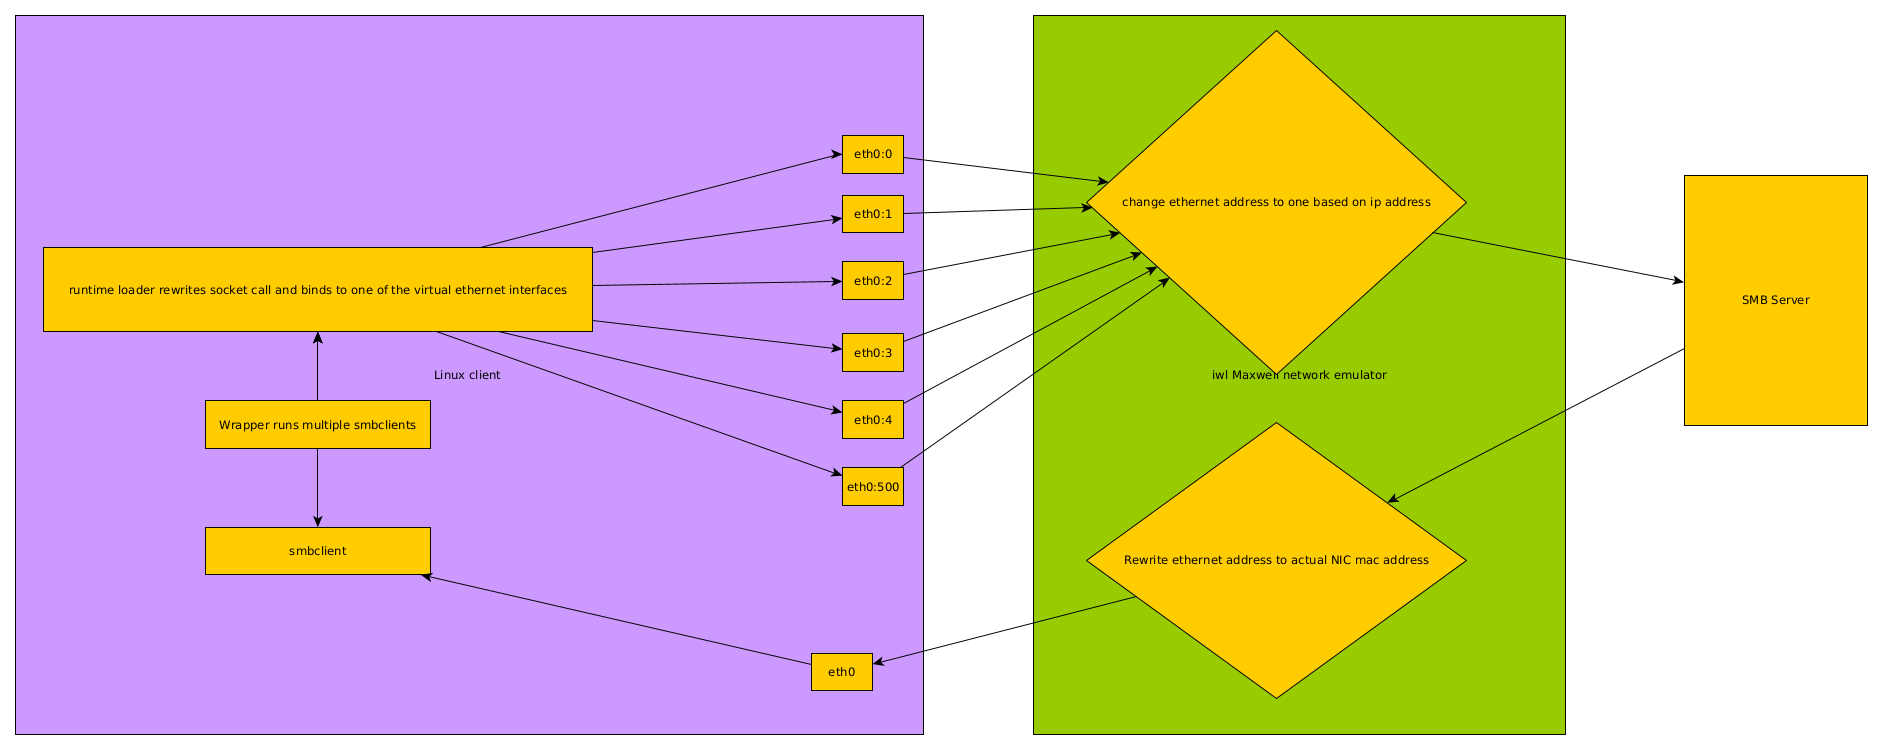 eth0:0
change ethernet address to one based on ip address
eth0:1
eth0:2
runtime loader rewrites socket call and binds to one of the virtual ethernet interfaces
SMB Server
eth0:3
Linux client
iwl Maxwell network emulator
eth0:4
Wrapper runs multiple smbclients
eth0:500
smbclient
Rewrite ethernet address to actual NIC mac address
eth0